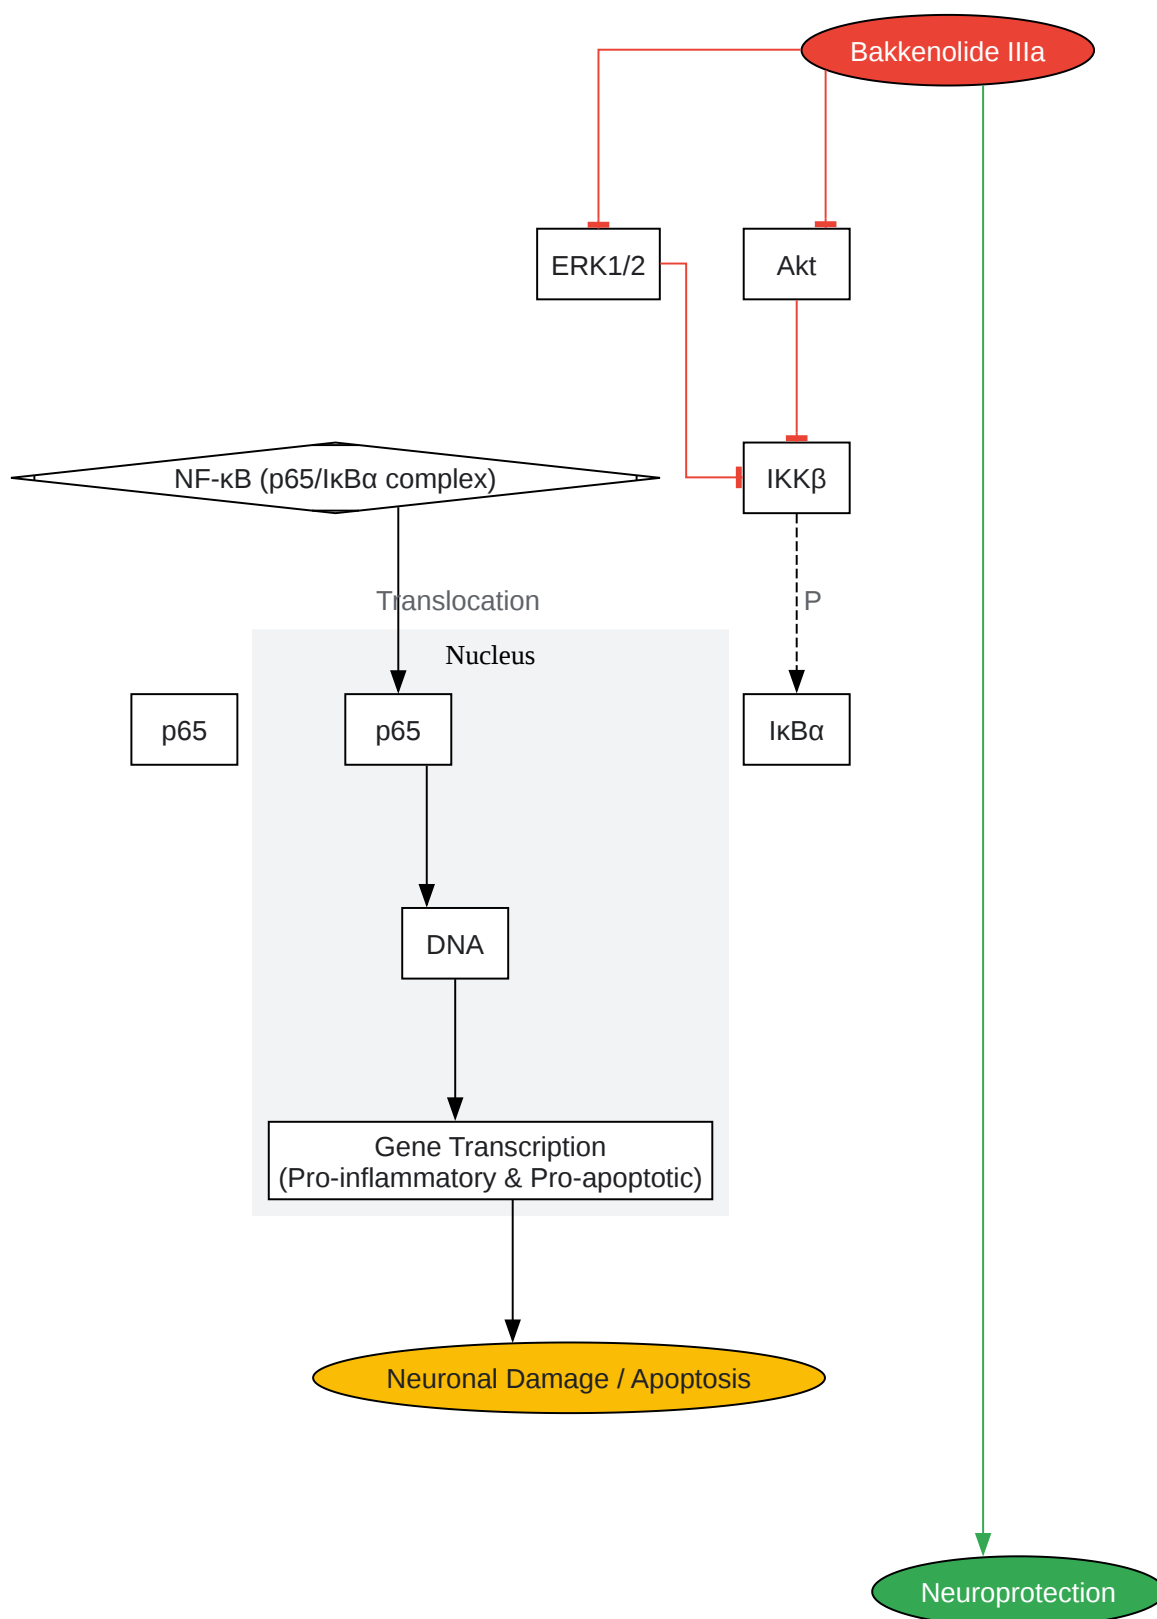 Bakkenolide IIIa
ERK1/2
Akt
NF-κB (p65/IκBα complex)
IKKβ
Translocation
P
Nucleus
p65
p65
IκBα
DNA
Gene Transcription
(Pro-inflammatory & Pro-apoptotic)
Neuronal Damage / Apoptosis
Neuroprotection